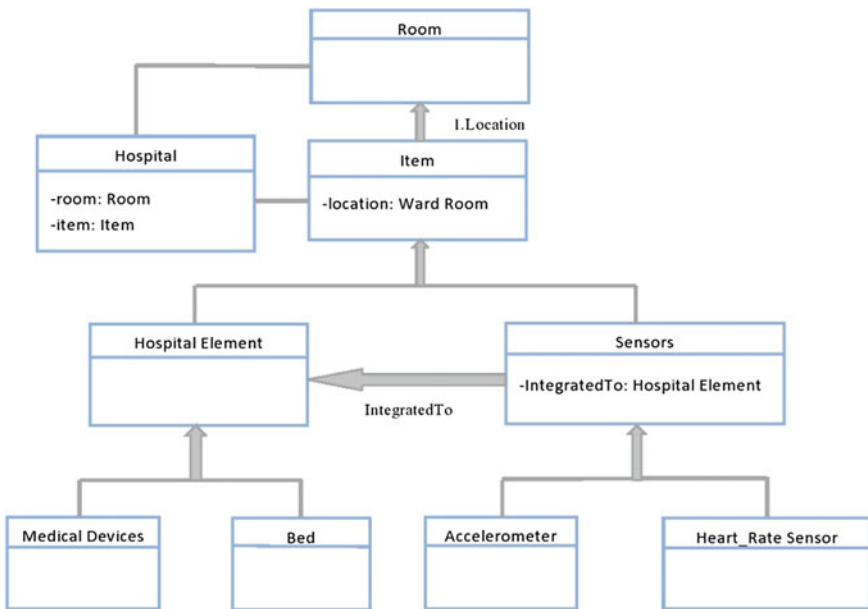 Room
1.Location
Hospital
-room: Room
-item: Item
Item
-location: Ward Room
Hospital Element
Sensors
-IntegratedTo: Hospital Element
IntegratedTo
Medical Devices
Bed
Accelerometer
Heart_Rate Sensor